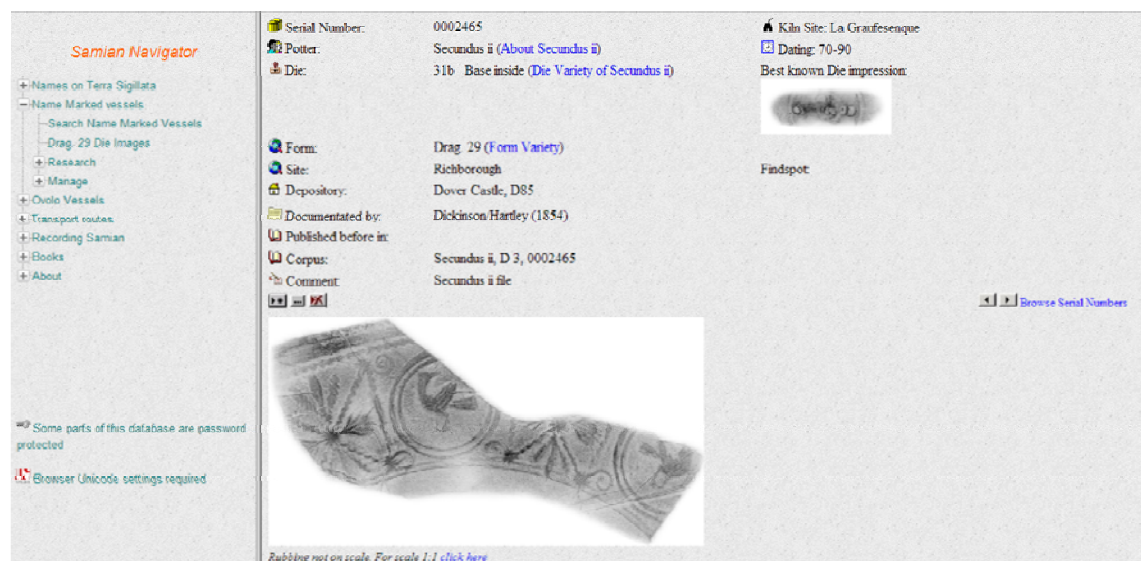 Samian Navigator
Names on Terra Sigillata
Name Marked vessels
Search Name Marked Vessels
Drag. 29 Die Images
Research
Manage
Ovolo Vessels
Transport routes
Recording Samian
Books
About
Some parts of this database are password
protected
Browser Unicode settings required
Serial Number: 0002465 Kiln Site: La Graufesenque
Potter: Secundus ii (About Secundus ii) Dating: 70-90
Die: 31b Base inside (Die Variety of Secundus ii) Best known Die impression:
Form: Drag. 29 (Form Variety)
Site: Richborough Findspot:
Depository: Dover Castle, D85
Documentated by: Dickinson/Hartley (1854)
Published before in:
Corpus: Secundus ii, D 3, 0002465
Comment: Secundus ii file
Browse Serial Numbers
Rubbing not on scale. For scale 1:1 click here